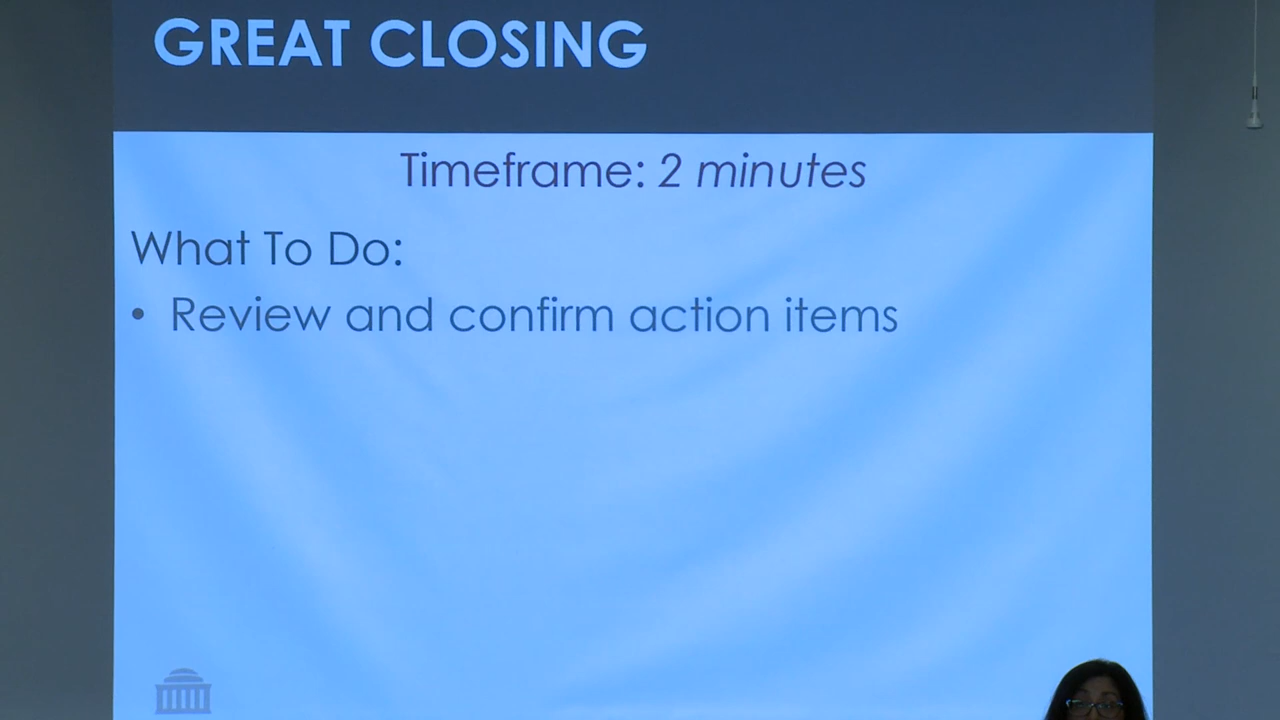 GREAT CLOSING
Timeframe: 2 minutes
What To Do:
• Review and confirm action items